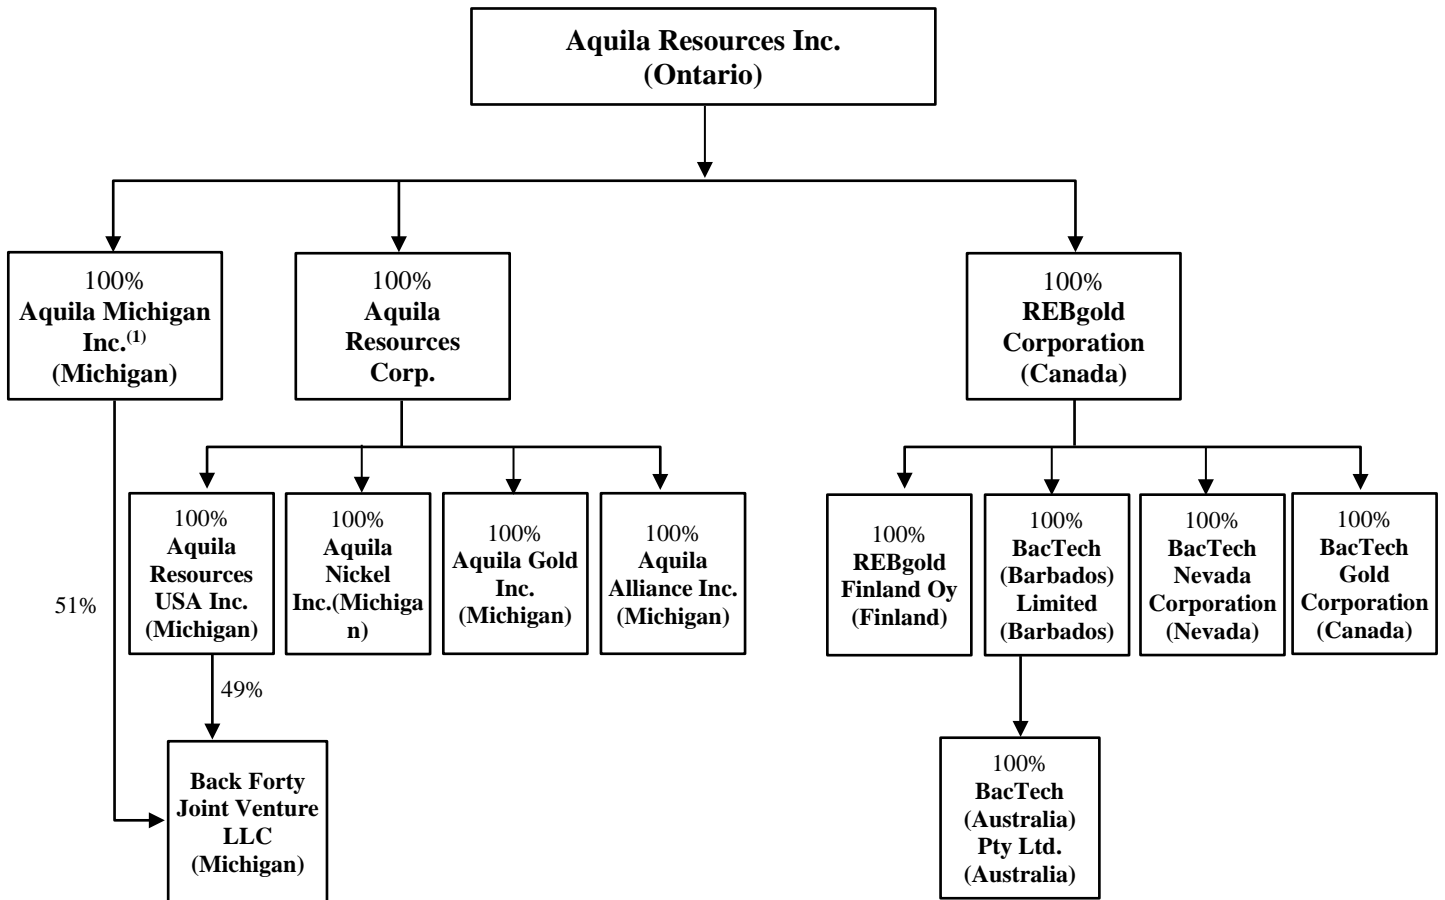 Aquila Resources Inc.
(Ontario)
100%
Aquila Michigan
Inc.(1)
(Michigan)
100%
Aquila
Resources
Corp.
100%
REBgold
Corporation
(Canada)
100%
Aquila
Resources
USA Inc.
(Michigan)
100%
Aquila
Nickel
Inc.(Michiga
n)
100%
Aquila Gold
Inc.
(Michigan)
100%
Aquila
Alliance Inc.
(Michigan)
100%
REBgold
Finland Oy
(Finland)
100%
BacTech
(Barbados)
Limited
(Barbados)
100%
BacTech
Nevada
Corporation
(Nevada)
100%
BacTech
Gold
Corporation
(Canada)
51%
49%
Back Forty
Joint Venture
LLC
(Michigan)
100%
BacTech
(Australia)
Pty Ltd.
(Australia)